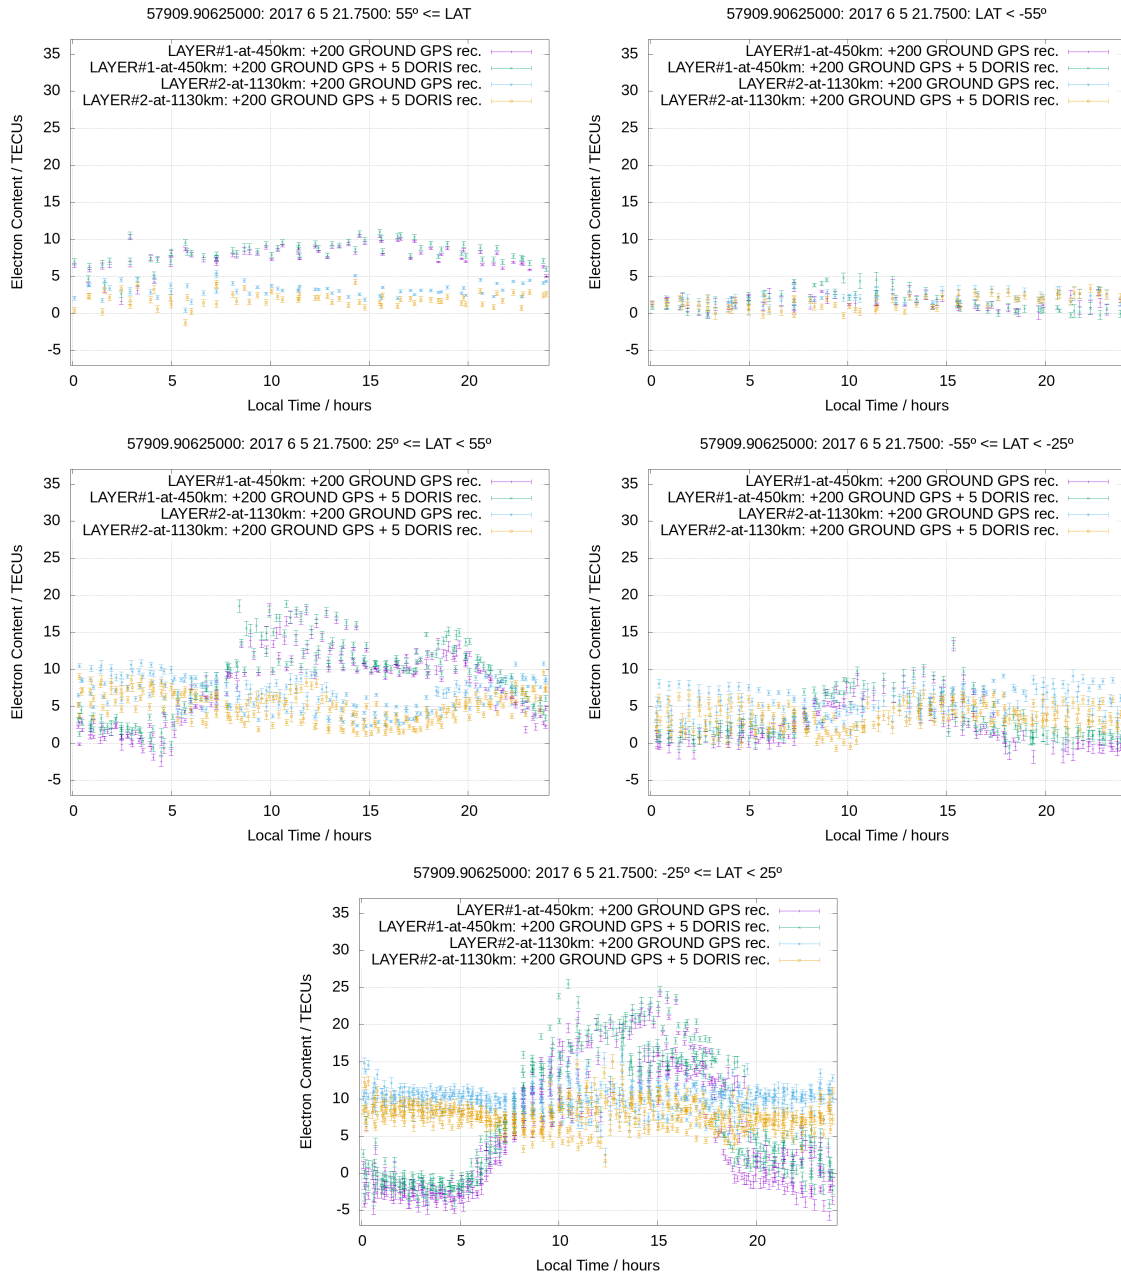 57909.90625000: 2017 6 5 21.7500: 55º <= LAT
LAYER#1-at-450km: +200 GROUND GPS rec.
LAYER#1-at-450km: +200 GROUND GPS + 5 DORIS rec.
LAYER#2-at-1130km: +200 GROUND GPS rec.
LAYER#2-at-1130km: +200 GROUND GPS + 5 DORIS rec.
Electron Content / TECUs
35
30
25
20
15
10
5
0
-5
0 5 10 15 20
Local Time / hours
57909.90625000: 2017 6 5 21.7500: LAT < -55º
LAYER#1-at-450km: +200 GROUND GPS rec.
LAYER#1-at-450km: +200 GROUND GPS + 5 DORIS rec.
LAYER#2-at-1130km: +200 GROUND GPS rec.
LAYER#2-at-1130km: +200 GROUND GPS + 5 DORIS rec.
Electron Content / TECUs
35
30
25
20
15
10
5
0
-5
0 5 10 15 20
Local Time / hours
57909.90625000: 2017 6 5 21.7500: 25º <= LAT < 55º
LAYER#1-at-450km: +200 GROUND GPS rec.
LAYER#1-at-450km: +200 GROUND GPS + 5 DORIS rec.
LAYER#2-at-1130km: +200 GROUND GPS rec.
LAYER#2-at-1130km: +200 GROUND GPS + 5 DORIS rec.
Electron Content / TECUs
35
30
25
20
15
10
5
0
-5
0 5 10 15 20
Local Time / hours
57909.90625000: 2017 6 5 21.7500: -55º <= LAT < -25º
LAYER#1-at-450km: +200 GROUND GPS rec.
LAYER#1-at-450km: +200 GROUND GPS + 5 DORIS rec.
LAYER#2-at-1130km: +200 GROUND GPS rec.
LAYER#2-at-1130km: +200 GROUND GPS + 5 DORIS rec.
Electron Content / TECUs
35
30
25
20
15
10
5
0
-5
0 5 10 15 20
Local Time / hours
57909.90625000: 2017 6 5 21.7500: -25º <= LAT < 25º
LAYER#1-at-450km: +200 GROUND GPS rec.
LAYER#1-at-450km: +200 GROUND GPS + 5 DORIS rec.
LAYER#2-at-1130km: +200 GROUND GPS rec.
LAYER#2-at-1130km: +200 GROUND GPS + 5 DORIS rec.
Electron Content / TECUs
35
30
25
20
15
10
5
0
-5
0 5 10 15 20
Local Time / hours